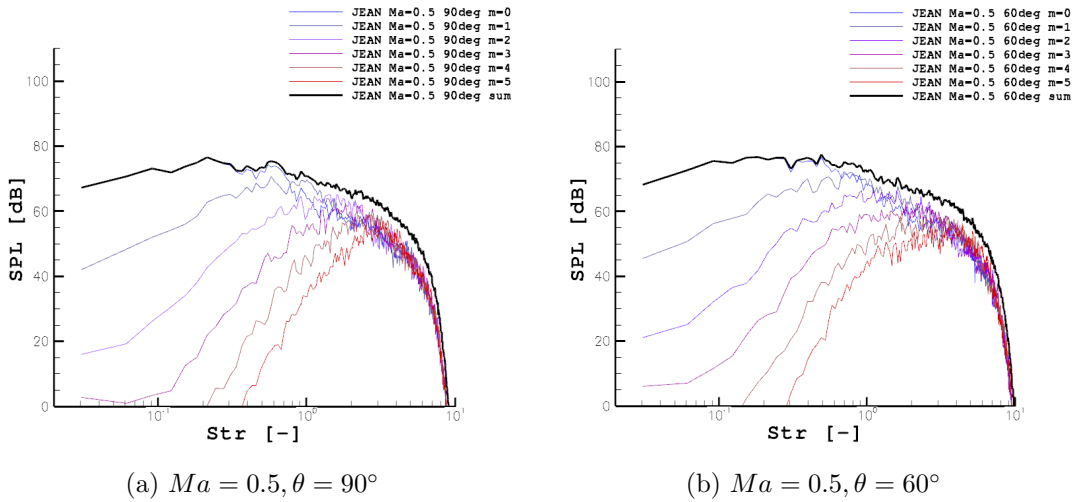 JEAN Ma=0.5 90deg m=0
JEAN Ma=0.5 90deg m=1
JEAN Ma=0.5 90deg m=2
JEAN Ma=0.5 90deg m=3
JEAN Ma=0.5 90deg m=4
JEAN Ma=0.5 90deg m=5
JEAN Ma=0.5 90deg sum
100
80
60
40
20
0
SPL [dB]
10⁻¹ 10⁰ 10¹
Str [-]
(a) Ma = 0.5, θ = 90°
JEAN Ma=0.5 60deg m=0
JEAN Ma=0.5 60deg m=1
JEAN Ma=0.5 60deg m=2
JEAN Ma=0.5 60deg m=3
JEAN Ma=0.5 60deg m=4
JEAN Ma=0.5 60deg m=5
JEAN Ma=0.5 60deg sum
100
80
60
40
20
0
SPL [dB]
10⁻¹ 10⁰ 10¹
Str [-]
(b) Ma = 0.5, θ = 60°